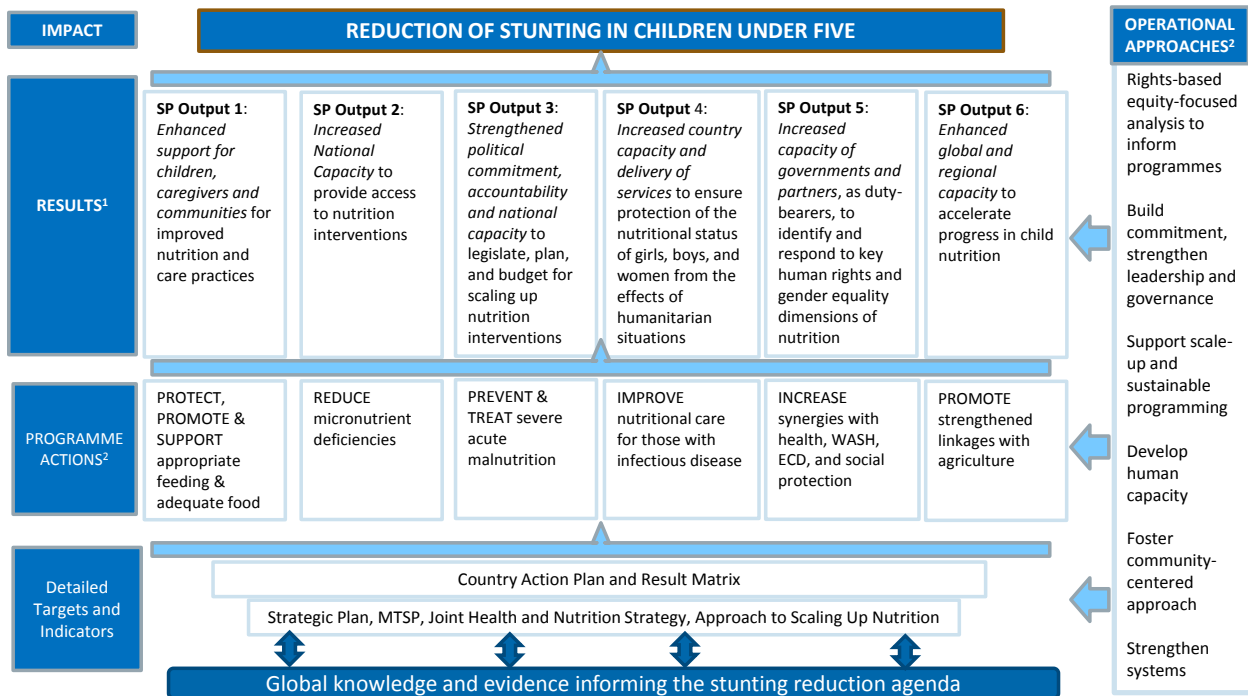 IMPACT
REDUCTION OF STUNTING IN CHILDREN UNDER FIVE
OPERATIONAL
APPROACHES²
RESULTS¹
SP Output 1:
Enhanced
support for
children,
caregivers and
communities for
improved
nutrition and
care practices
SP Output 2:
Increased
National
Capacity to
provide access
to nutrition
interventions
SP Output 3:
Strengthened
political
commitment,
accountability
and national
capacity to
legislate, plan,
and budget for
scaling up
nutrition
interventions
SP Output 4:
Increased country
capacity and
delivery of
services to ensure
protection of the
nutritional status
of girls, boys, and
women from the
effects of
humanitarian
situations
SP Output 5:
Increased
capacity of
governments and
partners, as duty-
bearers, to
identify and
respond to key
human rights and
gender equality
dimensions of
nutrition
SP Output 6:
Enhanced
global and
regional
capacity to
accelerate
progress in child
nutrition
PROGRAMME
ACTIONS²
PROTECT,
PROMOTE &
SUPPORT
appropriate
feeding &
adequate food
REDUCE
micronutrient
deficiencies
PREVENT &
TREAT severe
acute
malnutrition
IMPROVE
nutritional care
for those with
infectious disease
INCREASE
synergies with
health, WASH,
ECD, and social
protection
PROMOTE
strengthened
linkages with
agriculture
Detailed
Targets and
Indicators
Country Action Plan and Result Matrix
Strategic Plan, MTSP, Joint Health and Nutrition Strategy, Approach to Scaling Up Nutrition
Global knowledge and evidence informing the stunting reduction agenda
Rights-based
equity-focused
analysis to
inform
programmes
Build
commitment,
strengthen
leadership and
governance
Support scale-
up and
sustainable
programming
Develop
human
capacity
Foster
community-
centered
approach
Strengthen
systems